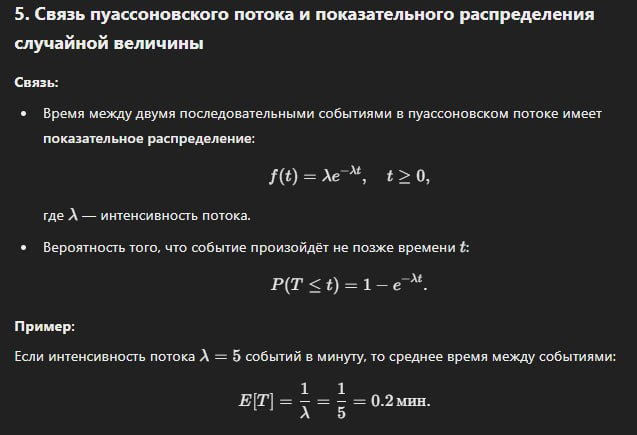 5. Связь пуассоновского потока и показательного распределения
случайной величины
Связь:
• Время между двумя последовательными событиями в пуассоновском потоке имеет
показательное распределение:
f(t) = λe^{−λt}, t ≥ 0,
где λ — интенсивность потока.
• Вероятность того, что событие произойдёт не позже времени t:
P(T ≤ t) = 1 − e^{−λt}.
Пример:
Если интенсивность потока λ = 5 событий в минуту, то среднее время между событиями:
E[T] = 1/λ = 1/5 = 0.2 мин.